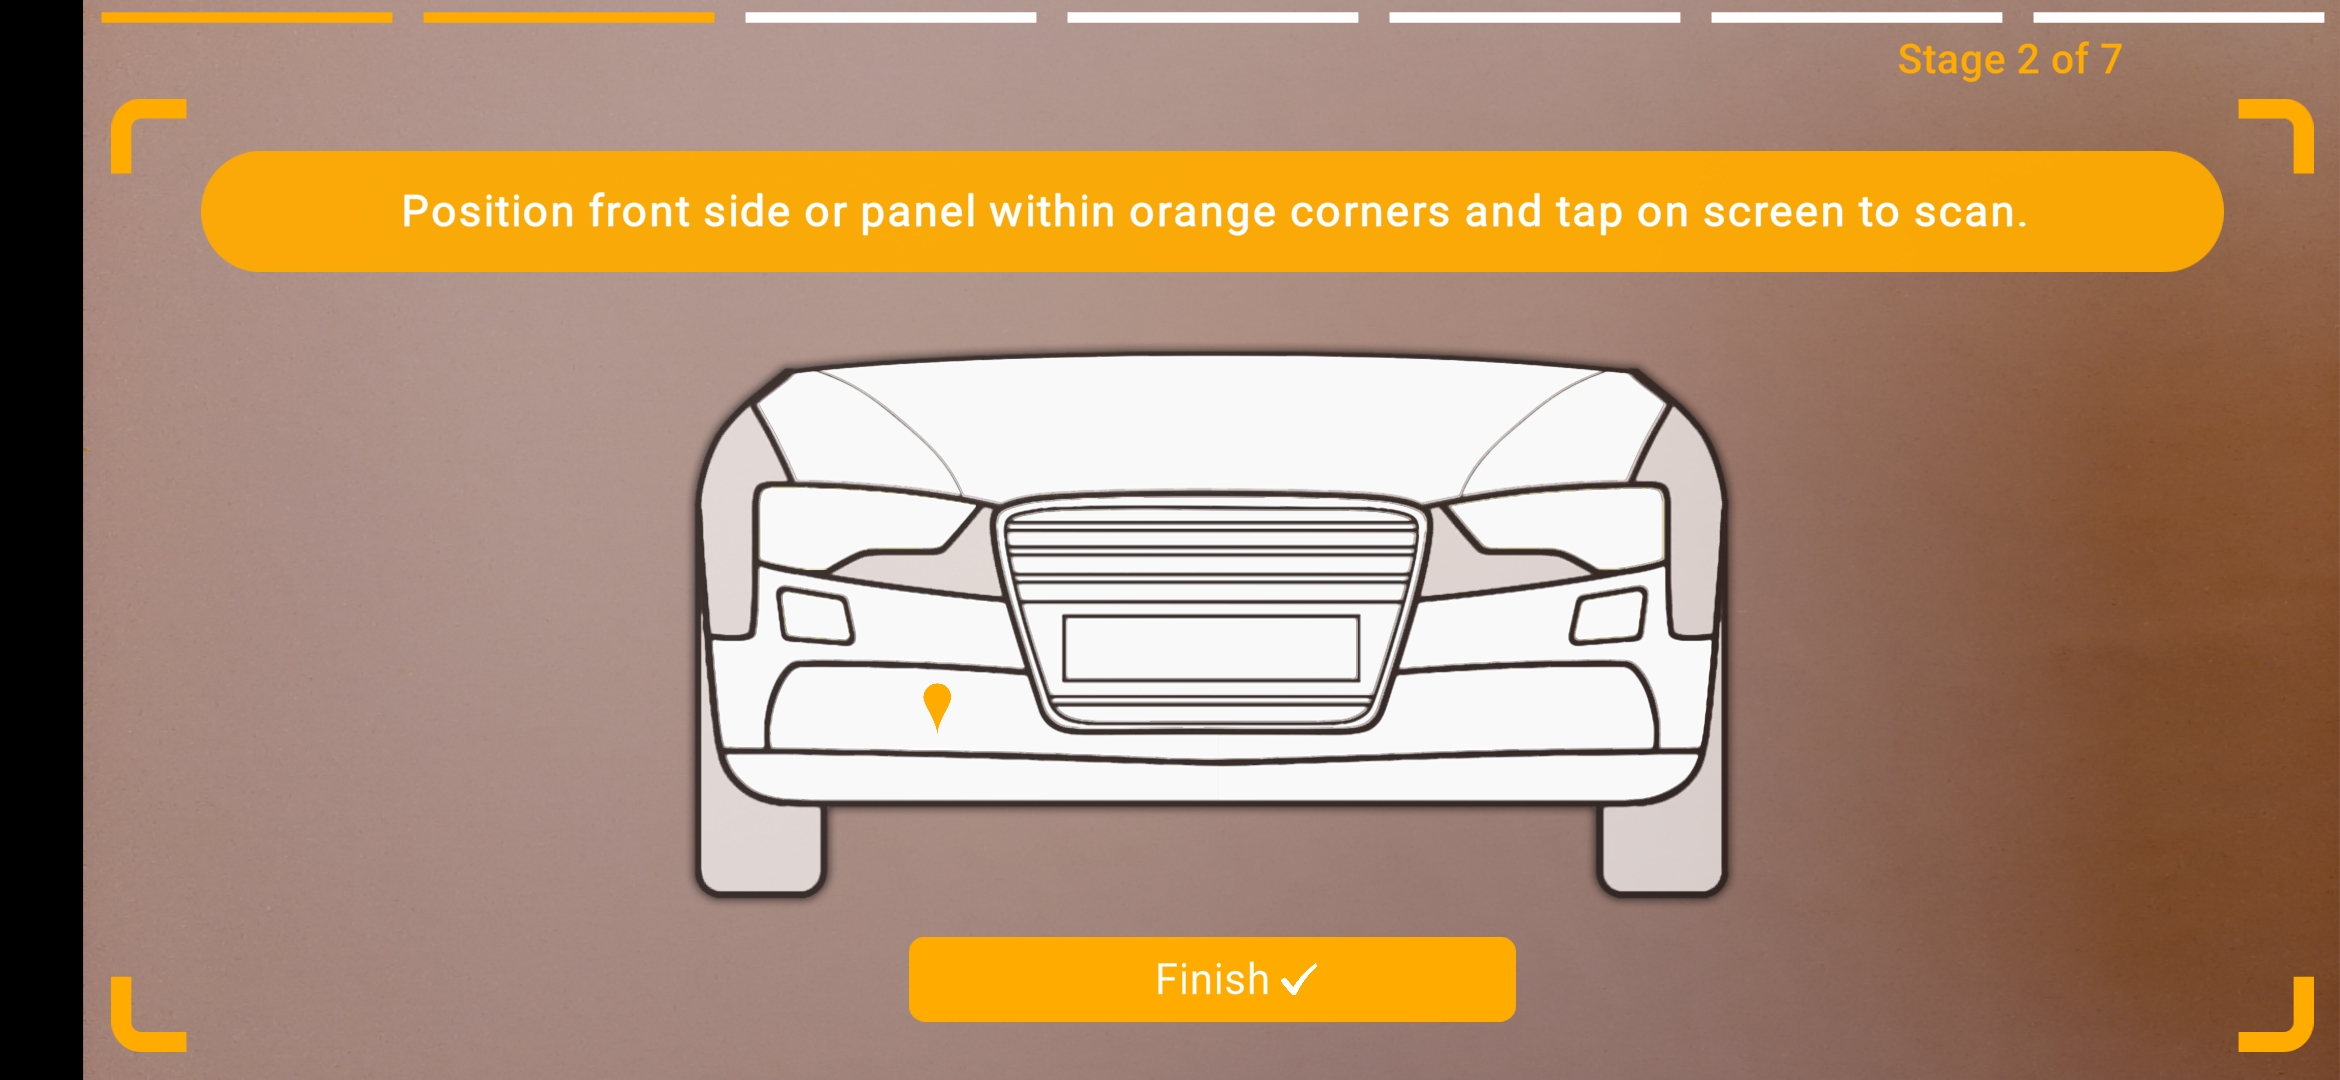 Stage 2 of 7
Position front side or panel within orange corners and tap on screen to scan.
Finish